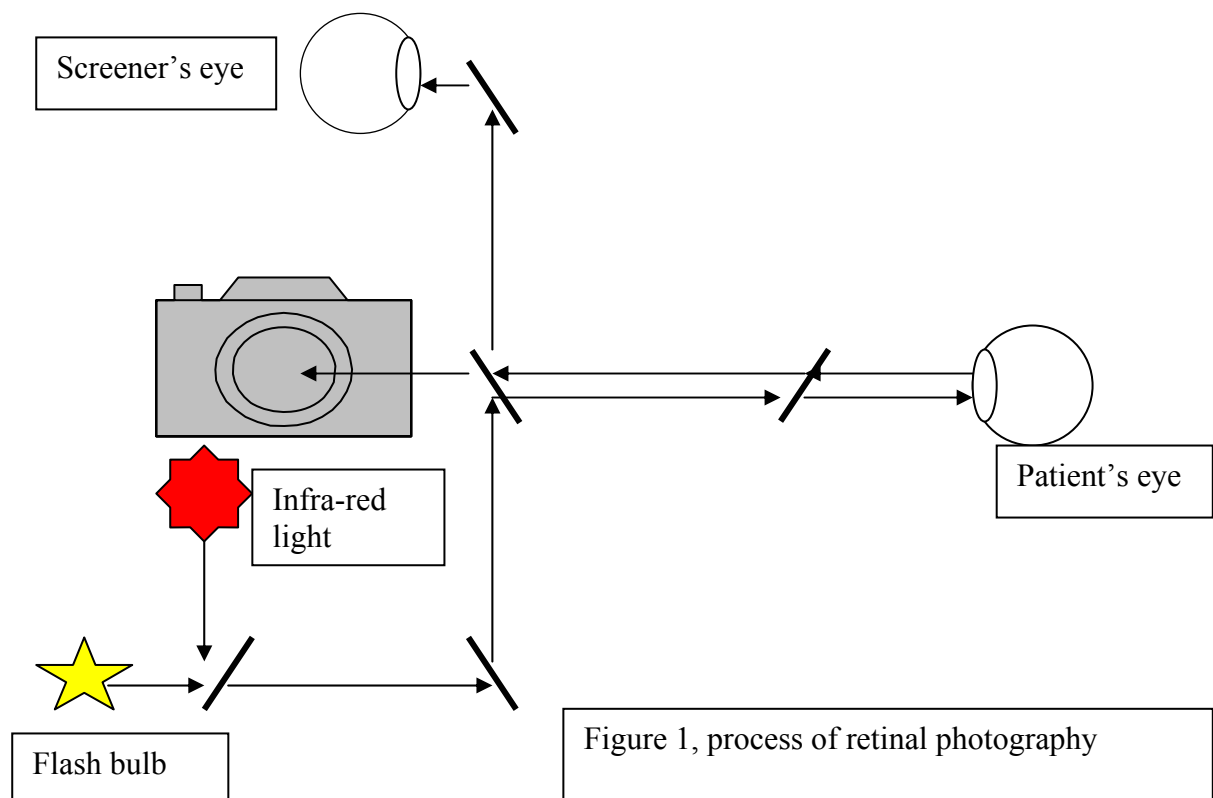 Screener’s eye
Infra-red
light
Patient’s eye
Flash bulb
Figure 1, process of retinal photography